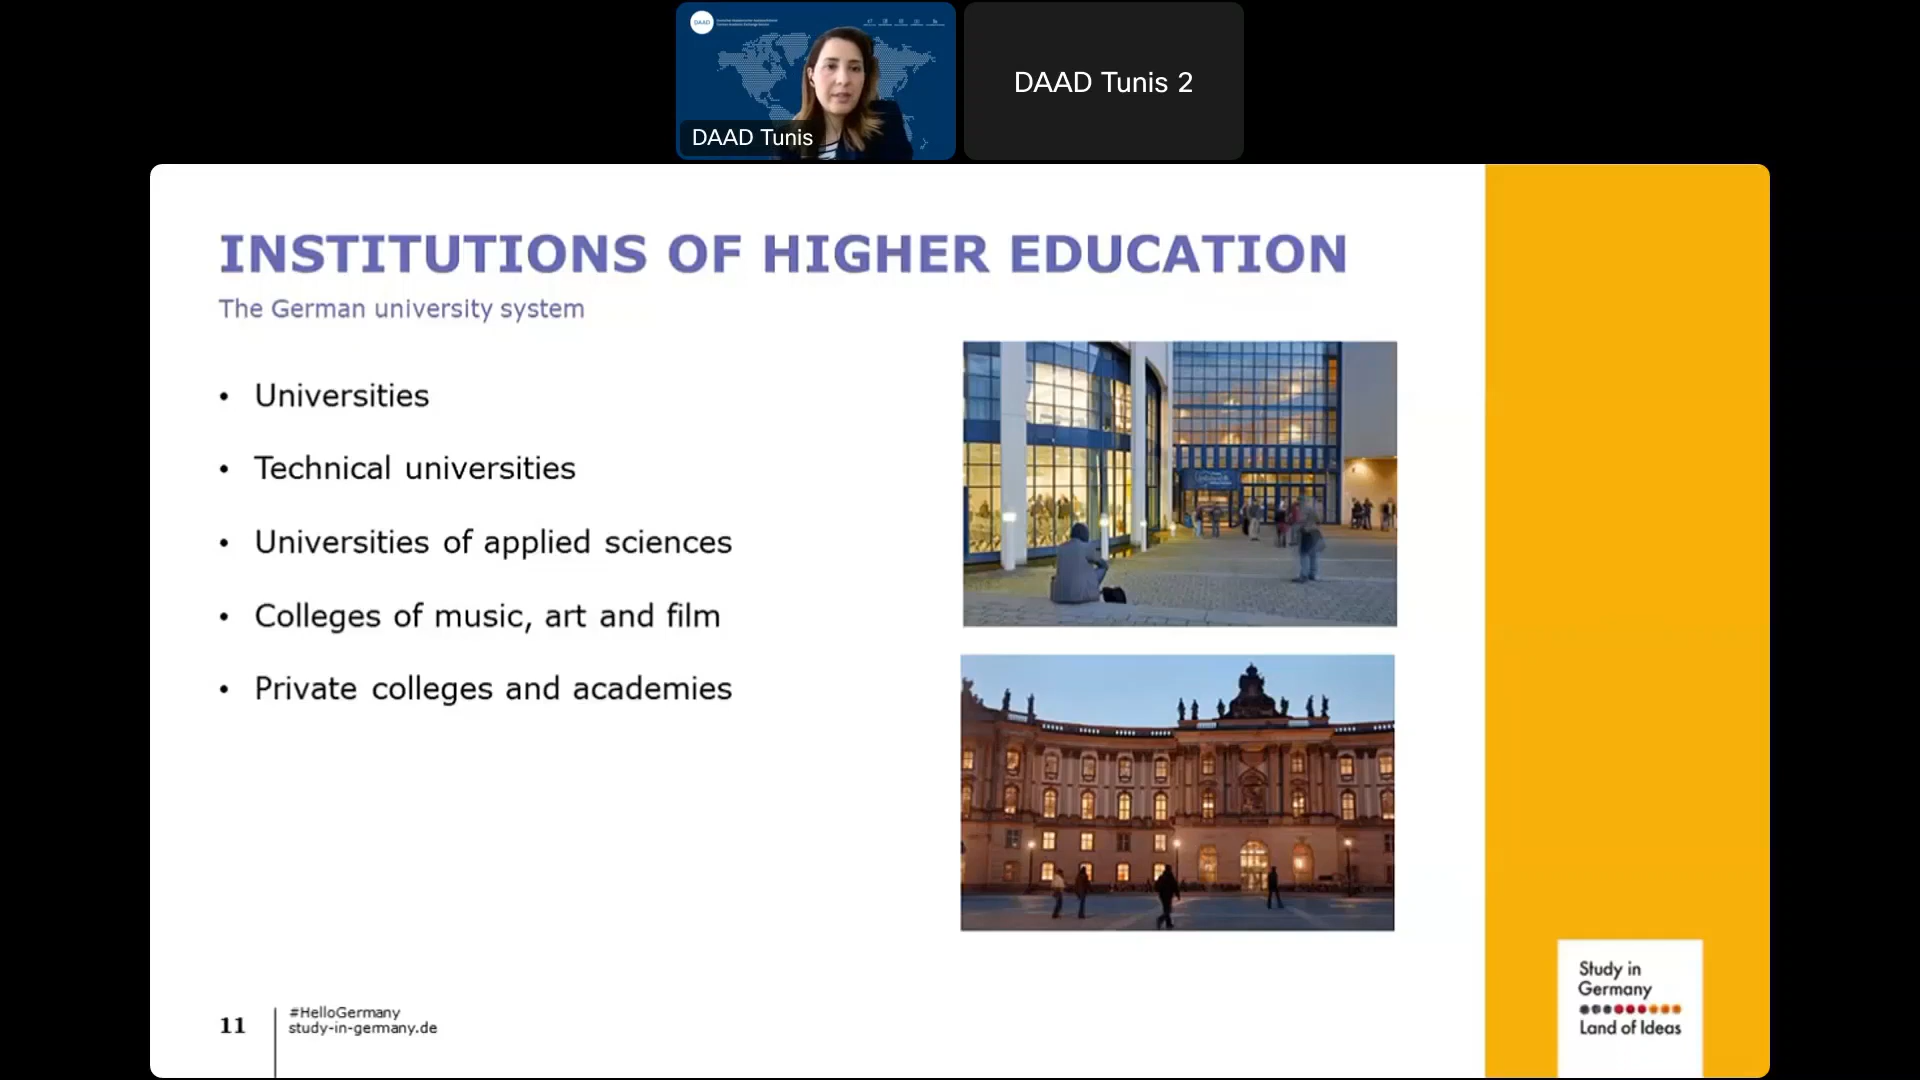 DAAD
DAAD Tunis
DAAD Tunis 2
INSTITUTIONS OF HIGHER EDUCATION
The German university system
• Universities
• Technical universities
• Universities of applied sciences
• Colleges of music, art and film
• Private colleges and academies
11
#HelloGermany
study-in-germany.de
Study in
Germany
Land of Ideas